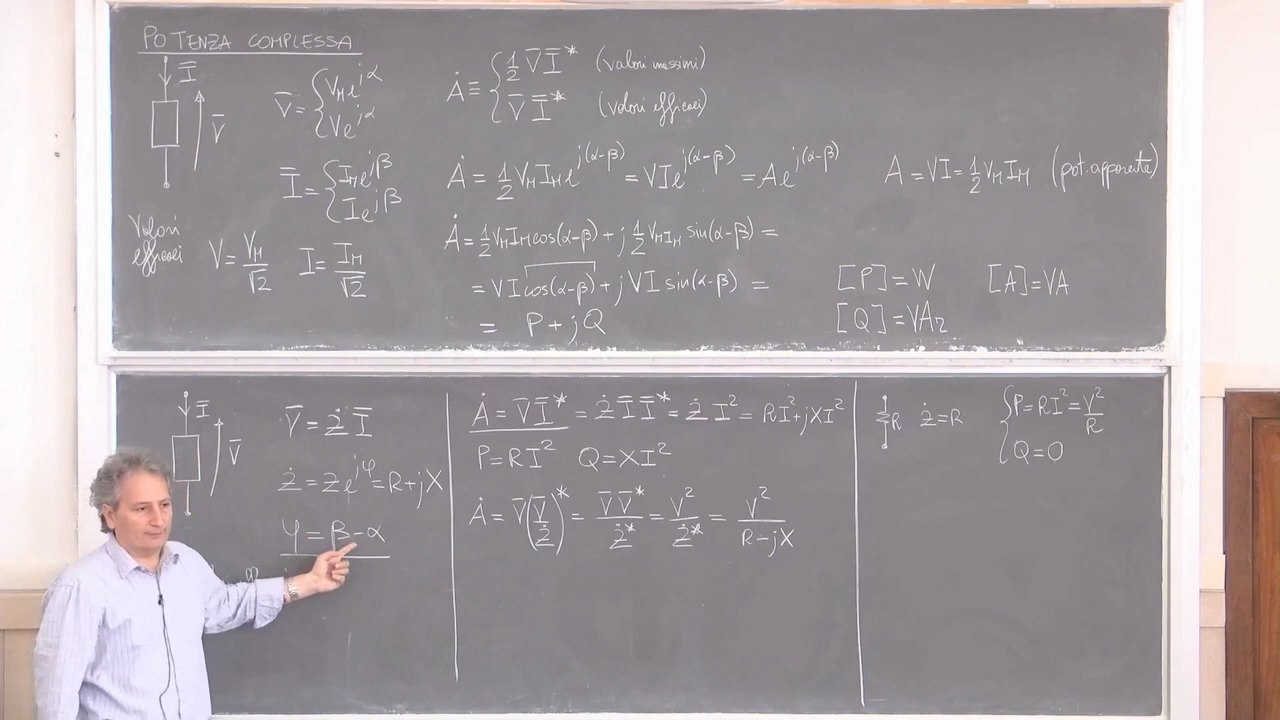 POTENZA COMPLESSA
Ī
V̄
V̄ = { V_M e^{jα}
V e^{jα}
Ī = { I_M e^{jβ}
I e^{jβ}
Valori
efficaci
V = V_M/√2 I = I_M/√2
Ȧ ≡ { ½ V̄ Ī* (valori massimi)
V̄ Ī* (valori efficaci)
Ȧ = ½ V_M I_M e^{j(α-β)} = VI e^{j(α-β)} = A e^{j(α-β)}
A = VI = ½ V_M I_M (pot. apparente)
Ȧ = ½ V_M I_M cos(α-β) + j ½ V_M I_M sin(α-β) =
= VI cos(α-β) + j VI sin(α-β) =
= P + jQ
[P] = W [A] = VA
[Q] = VAr
Ī
V̄
V̄ = Ż Ī
Ż = Z e^{jφ} = R + jX
φ = β - α
Ȧ = V̄ Ī* = Ż Ī Ī* = Ż I² = RI² + jXI²
P = RI² Q = XI²
Ȧ = V̄ (V̄/Ż)* = V̄ V̄*/Ż* = V²/Ż* = V²/(R - jX)
R Ż = R
{ P = RI² = V²/R
Q = 0